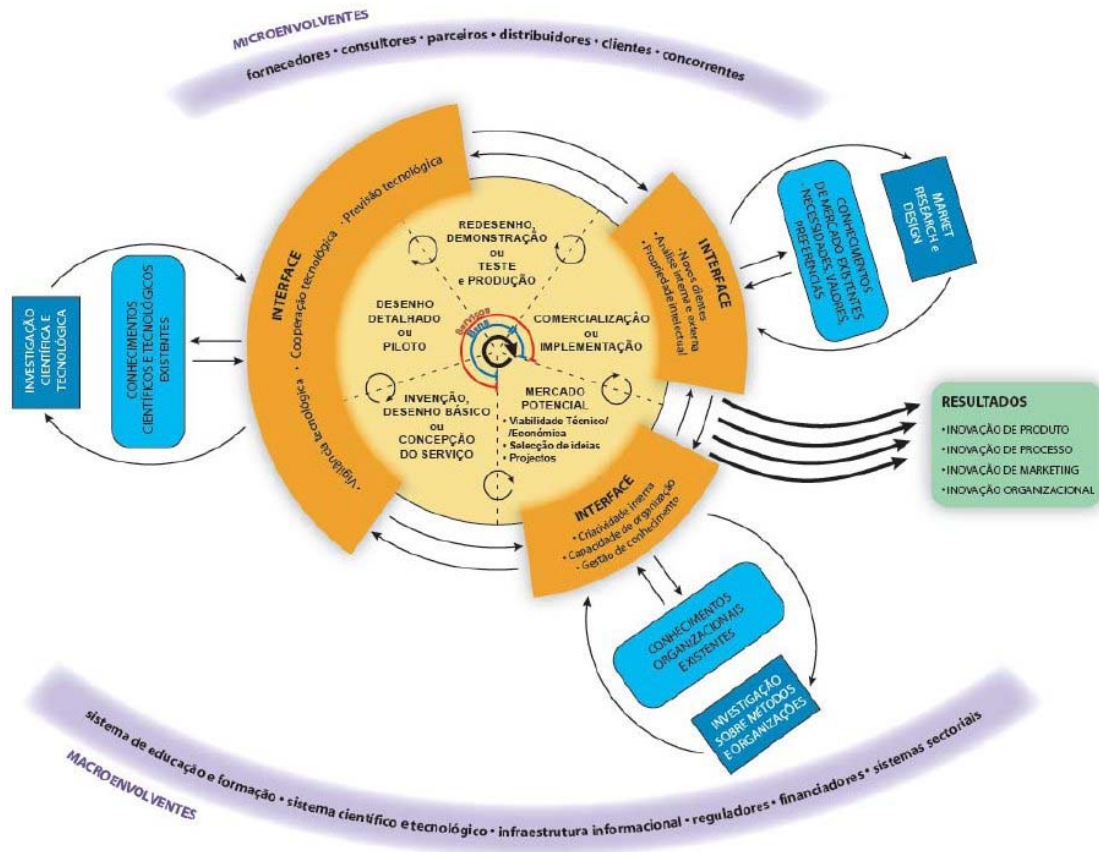 MICROENVOLVENTES
fornecedores • consultores • parceiros • distribuidores • clientes • concorrentes
INTERFACE
• Vigilância tecnológica • Cooperação tecnológica • Previsão tecnológica
INVESTIGAÇÃO
CIENTÍFICA E
TECNOLÓGICA
CONHECIMENTOS
CIENTÍFICOS E TECNOLÓGICOS
EXISTENTES
REDESENHO,
DEMONSTRAÇÃO
ou
TESTE
e PRODUÇÃO
DESENHO
DETALHADO
ou
PILOTO
Serviços
Bens
COMERCIALIZAÇÃO
ou
IMPLEMENTAÇÃO
INVENÇÃO,
DESENHO BÁSICO
ou
CONCEPÇÃO
DO SERVIÇO
MERCADO
POTENCIAL
• Viabilidade Técnico/
/Económica
• Selecção de ideias
• Projectos
INTERFACE
• Novos clientes
• Análise interna e externa
• Propriedade intelectual
CONHECIMENTOS
DE MERCADO EXISTENTES
- NECESSIDADES, VALORES,
PREFERÊNCIAS
MARKET
RESEARCH e
DESIGN
RESULTADOS
• INOVAÇÃO DE PRODUTO
• INOVAÇÃO DE PROCESSO
• INOVAÇÃO DE MARKETING
• INOVAÇÃO ORGANIZACIONAL
INTERFACE
• Criatividade interna
• Capacidade de organização
• Gestão de conhecimento
CONHECIMENTOS
ORGANIZACIONAIS
EXISTENTES
INVESTIGAÇÃO
SOBRE MÉTODOS
E ORGANIZAÇÕES
sistema de educação e formação • sistema científico e tecnológico • infraestrutura informacional • reguladores • financiadores • sistemas sectoriais
MACROENVOLVENTES